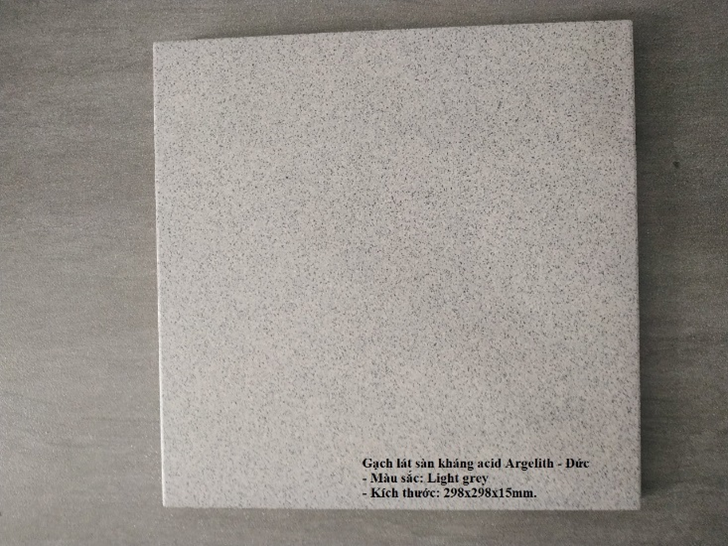 Gạch lát sàn kháng acid Argelith - Đức
- Màu sắc: Light grey
- Kích thước: 298x298x15mm.